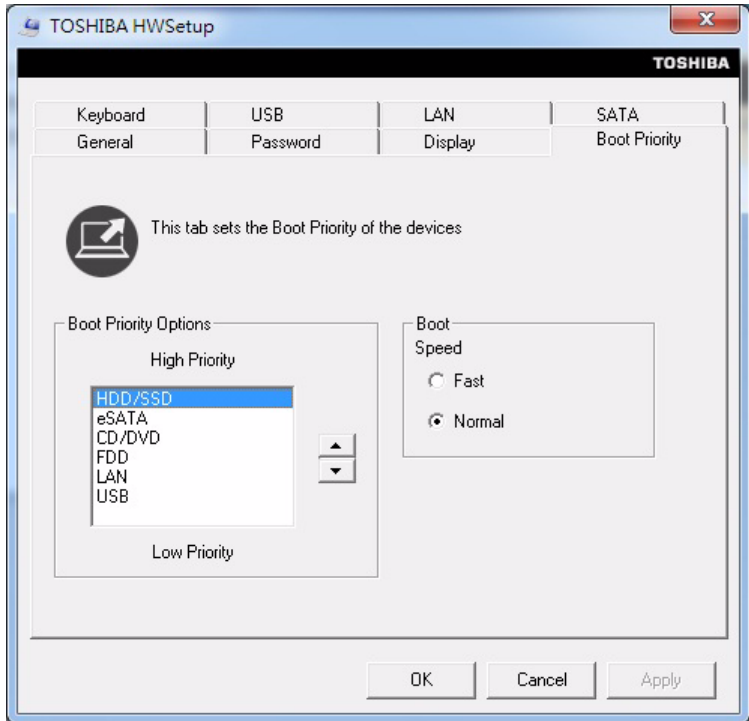 TOSHIBA HWSetup
TOSHIBA
Keyboard USB LAN SATA
General Password Display Boot Priority
This tab sets the Boot Priority of the devices
Boot Priority Options
High Priority
HDD/SSD
eSATA
CD/DVD
FDD
LAN
USB
Low Priority
Boot
Speed
Fast
Normal
OK Cancel Apply